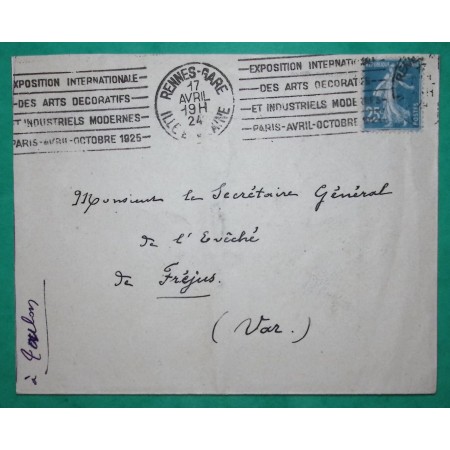 EXPOSITION INTERNATIONALE
DES ARTS DECORATIFS
ET INDUSTRIELS MODERNES
PARIS-AVRIL-OCTOBRE 1925
RENNES-GARE
17
AVRIL
19H
24
ILLE ET VILAINE
EXPOSITION INTERNATIONALE
DES ARTS DECORATIFS
ET INDUSTRIELS MODE
PARIS-AVRIL-OCTOBRE
25
Monsieur le Secrétaire Général
de l'Evêché
de Fréjus.
(Var.)
à Toulon